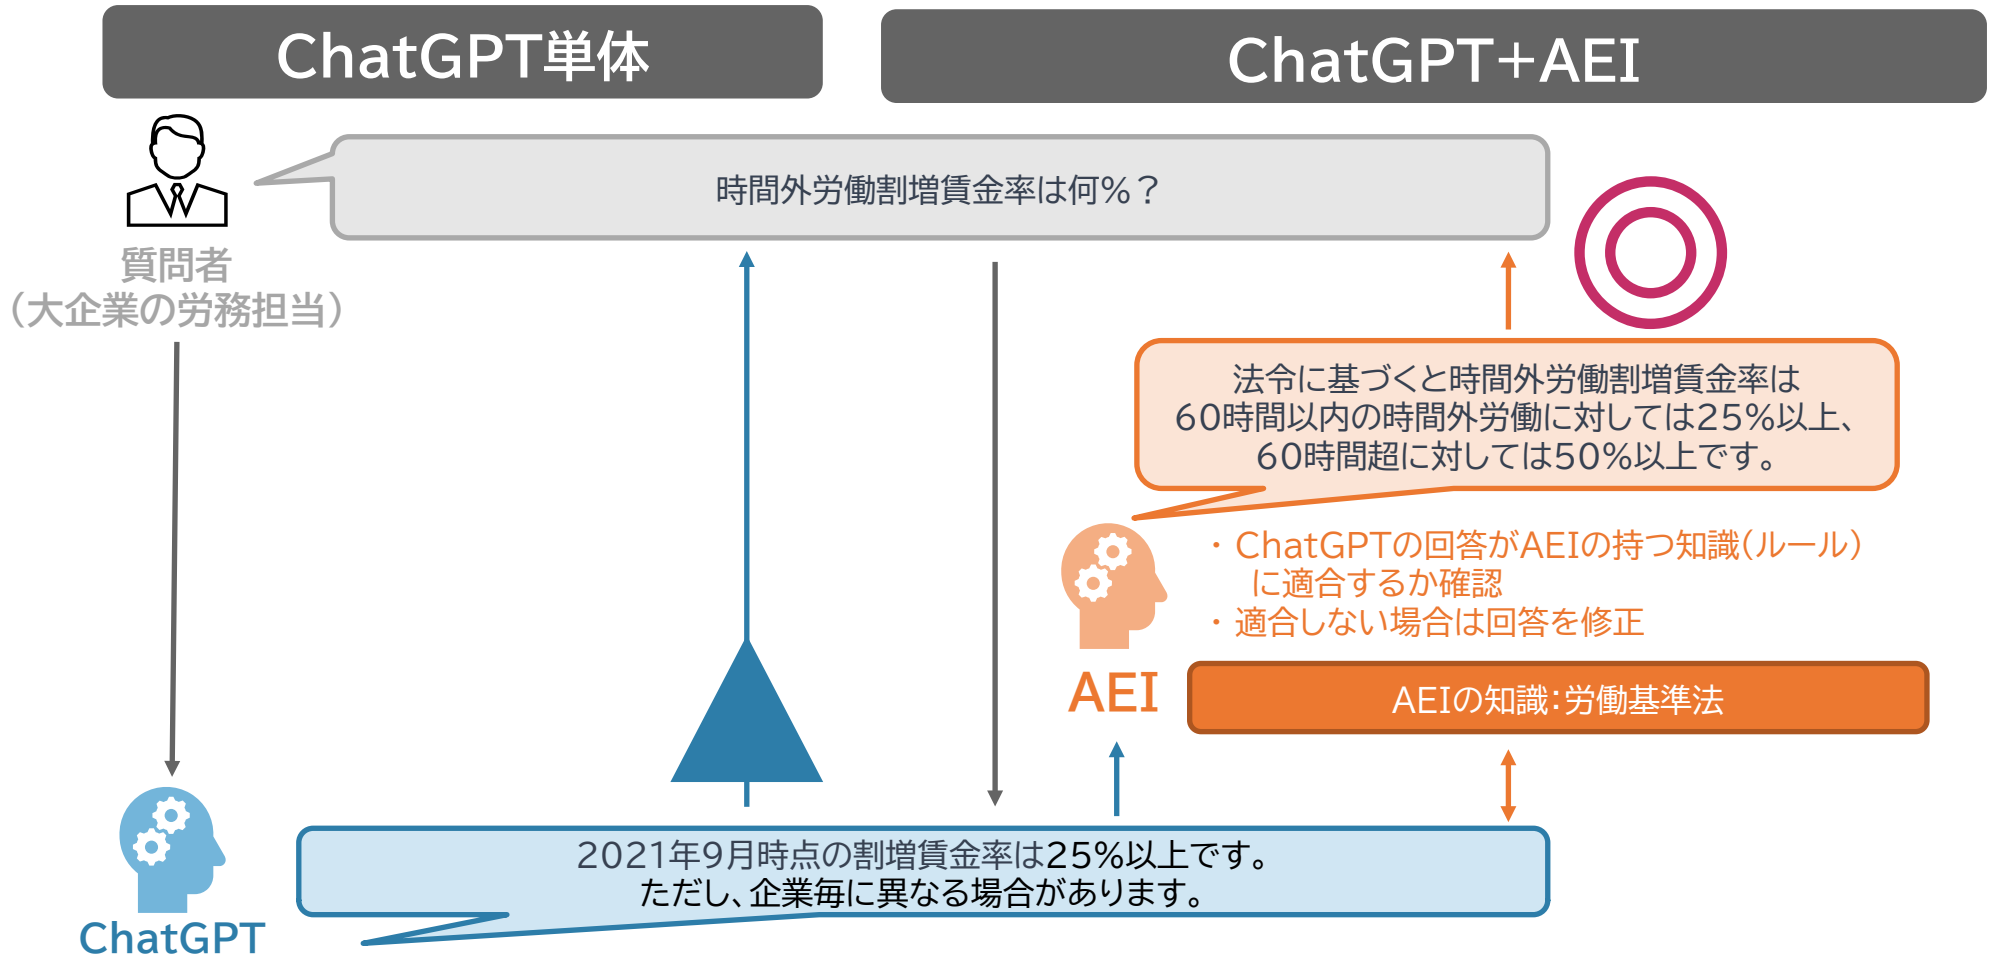 ChatGPT単体
ChatGPT+AEI
時間外労働割増賃金率は何%?
質問者
(大企業の労務担当)
法令に基づくと時間外労働割増賃金率は
60時間以内の時間外労働に対しては25%以上、
60時間超に対しては50%以上です。
・ChatGPTの回答がAEIの持つ知識(ルール)
に適合するか確認
・適合しない場合は回答を修正
AEI
AEIの知識:労働基準法
2021年9月時点の割増賃金率は25%以上です。
ただし、企業毎に異なる場合があります。
ChatGPT